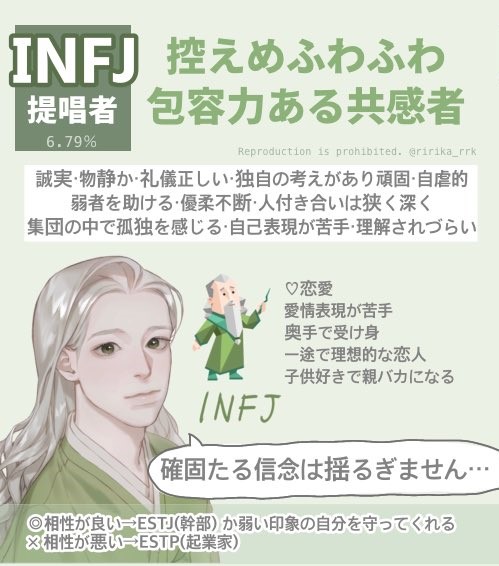 INFJ
提唱者
6.79%
控えめふわふわ
包容力ある共感者
Reproduction is prohibited. @ririka_rrk
誠実・物静か・礼儀正しい・独自の考えがあり頑固・自虐的
弱者を助ける・優柔不断・人付き合いは狭く深く
集団の中で孤独を感じる・自己表現が苦手・理解されづらい
♡恋愛
愛情表現が苦手
奥手で受け身
一途で理想的な恋人
子供好きで親バカになる
INFJ
確固たる信念は揺るぎません…
◎相性が良い→ESTJ(幹部) か弱い印象の自分を守ってくれる
×相性が悪い→ESTP(起業家)